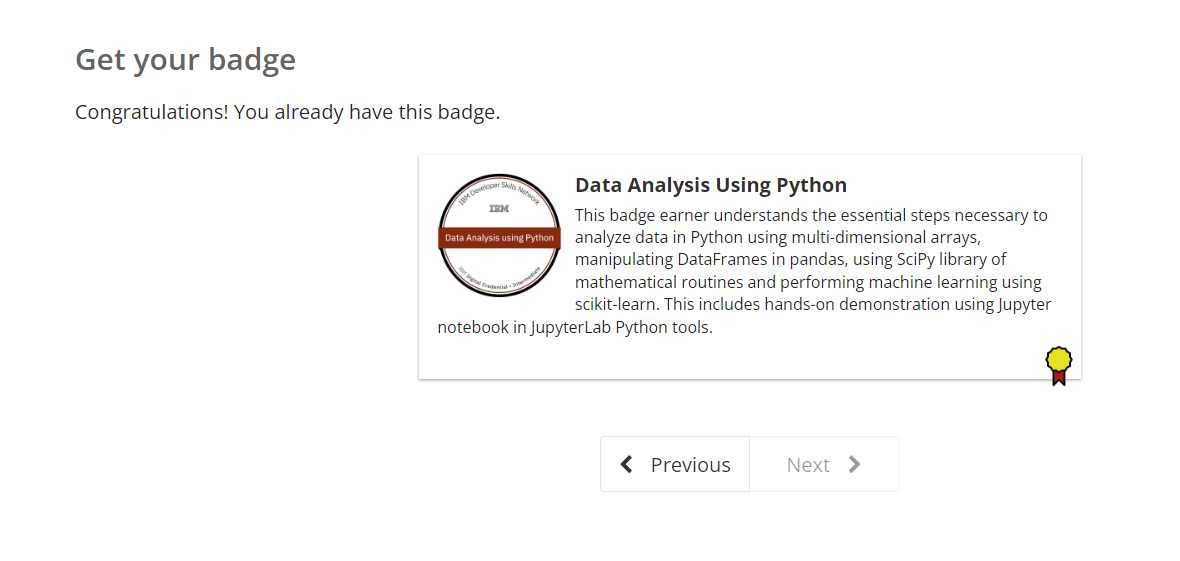 Get your badge
Congratulations! You already have this badge.
IBM Developer Skills Network
IBM
Data Analysis using Python
IBM Digital Credential • Intermediate
Data Analysis Using Python
This badge earner understands the essential steps necessary to
analyze data in Python using multi-dimensional arrays,
manipulating DataFrames in pandas, using SciPy library of
mathematical routines and performing machine learning using
scikit-learn. This includes hands-on demonstration using Jupyter
notebook in JupyterLab Python tools.
Previous
Next